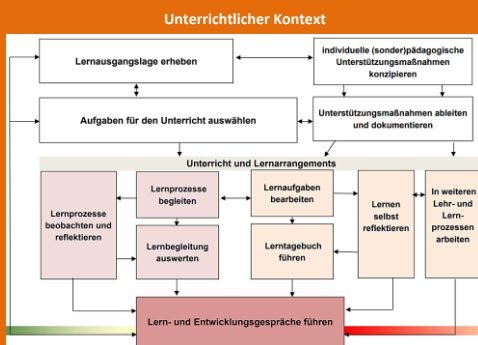 Unterrichtlicher Kontext
Lernausgangslage erheben
individuelle (sonder)pädagogische
Unterstützungsmaßnahmen
konzipieren
Aufgaben für den Unterricht auswählen
Unterstützungsmaßnahmen ableiten
und dokumentieren
Unterricht und Lernarrangements
Lernprozesse
beobachten und
reflektieren
Lernprozesse
begleiten
Lernaufgaben
bearbeiten
Lernen
selbst
reflektieren
In weiteren
Lehr- und
Lern-
prozessen
arbeiten
Lernbegleitung
auswerten
Lerntagebuch
führen
Lern- und Entwicklungsgespräche führen